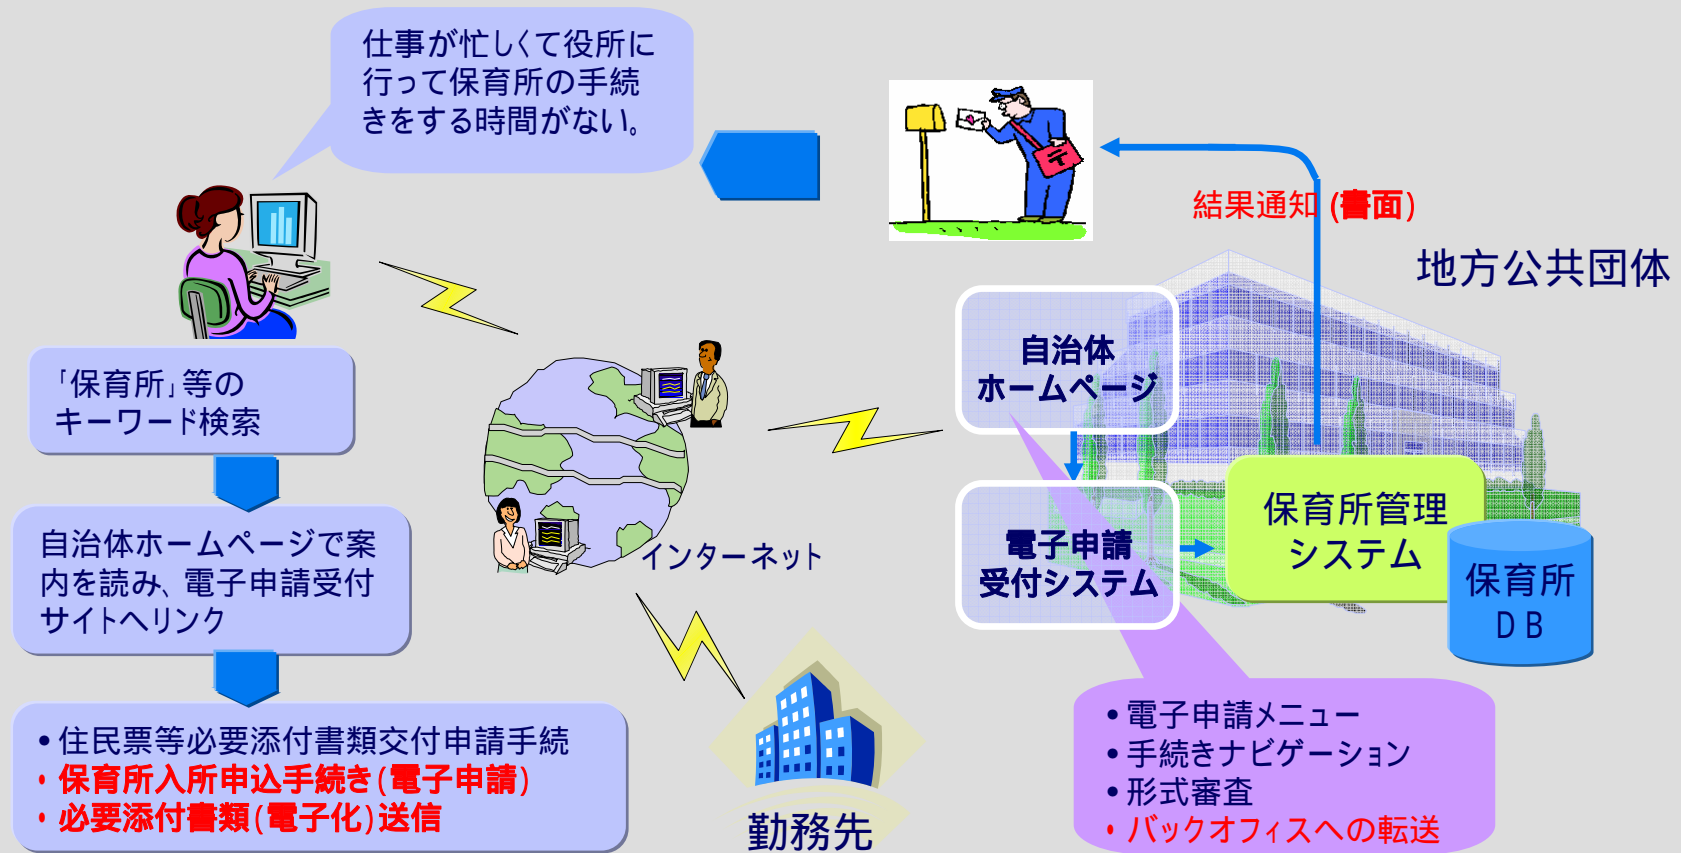 仕事が忙しくて役所に
行って保育所の手続
きをする時間がない。
結果通知(書面)
地方公共団体
「保育所」等の
キーワード検索
自治体ホームページで案
内を読み、電子申請受付
サイトへリンク
•住民票等必要添付書類交付申請手続
•保育所入所申込手続き(電子申請)
•必要添付書類(電子化)送信
インターネット
勤務先
自治体
ホームページ
電子申請
受付システム
保育所管理
システム
保育所
DB
•電子申請メニュー
•手続きナビゲーション
•形式審査
•バックオフィスへの転送